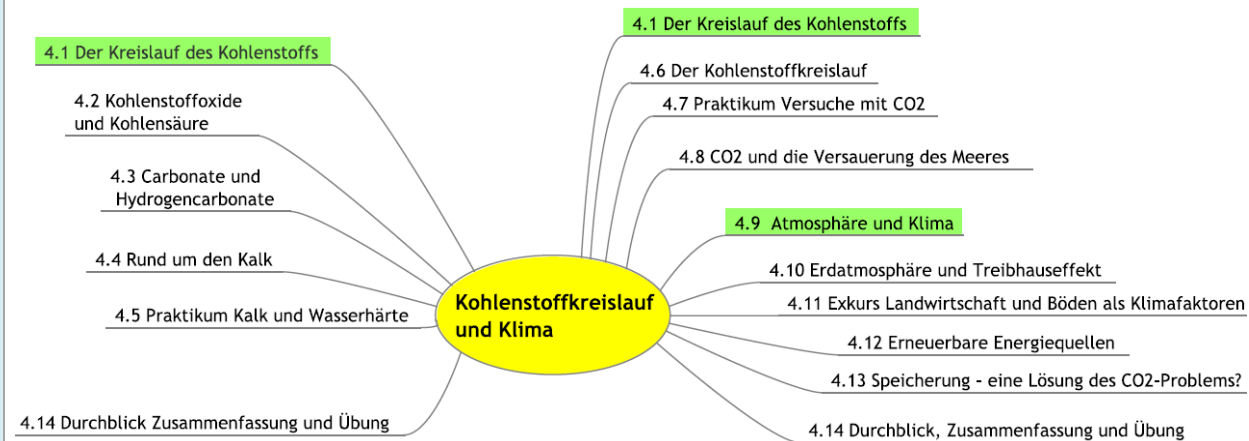 4.1 Der Kreislauf des Kohlenstoffs
4.2 Kohlenstoffoxide
und Kohlensäure
4.3 Carbonate und
Hydrogencarbonate
4.4 Rund um den Kalk
4.5 Praktikum Kalk und Wasserhärte
4.14 Durchblick Zusammenfassung und Übung
Kohlenstoffkreislauf
und Klima
4.1 Der Kreislauf des Kohlenstoffs
4.6 Der Kohlenstoffkreislauf
4.7 Praktikum Versuche mit CO2
4.8 CO2 und die Versauerung des Meeres
4.9 Atmosphäre und Klima
4.10 Erdatmosphäre und Treibhauseffekt
4.11 Exkurs Landwirtschaft und Böden als Klimafaktoren
4.12 Erneuerbare Energiequellen
4.13 Speicherung - eine Lösung des CO2-Problems?
4.14 Durchblick, Zusammenfassung und Übung